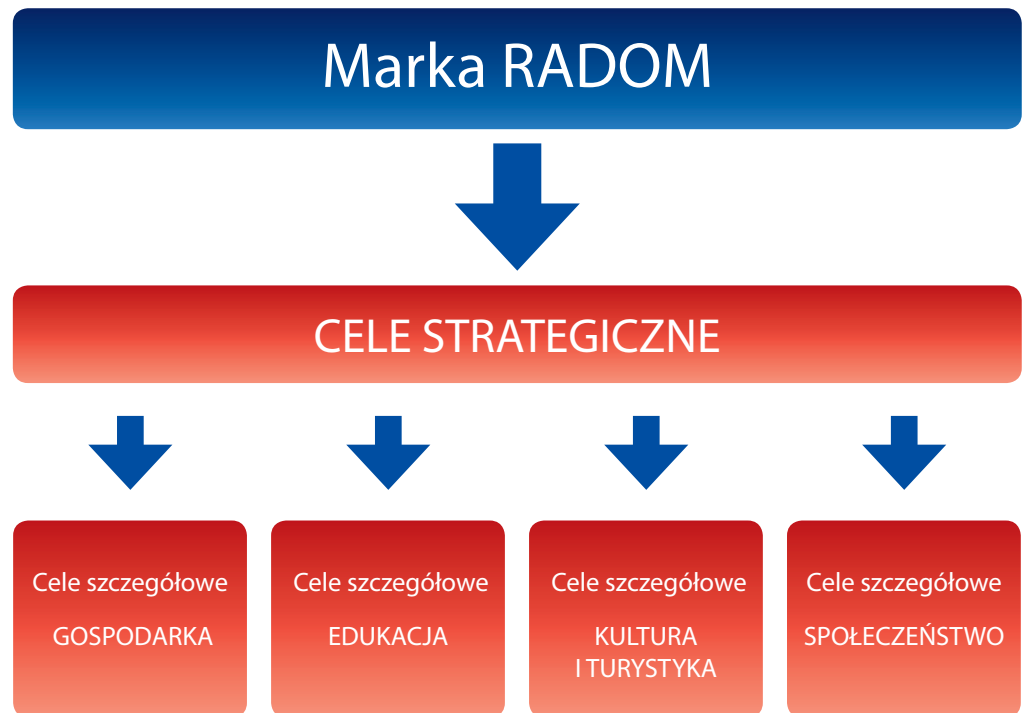 Marka RADOM
CELE STRATEGICZNE
Cele szczegółowe
GOSPODARKA
Cele szczegółowe
EDUKACJA
Cele szczegółowe
KULTURA
I TURYSTYKA
Cele szczegółowe
SPOŁECZEŃSTWO